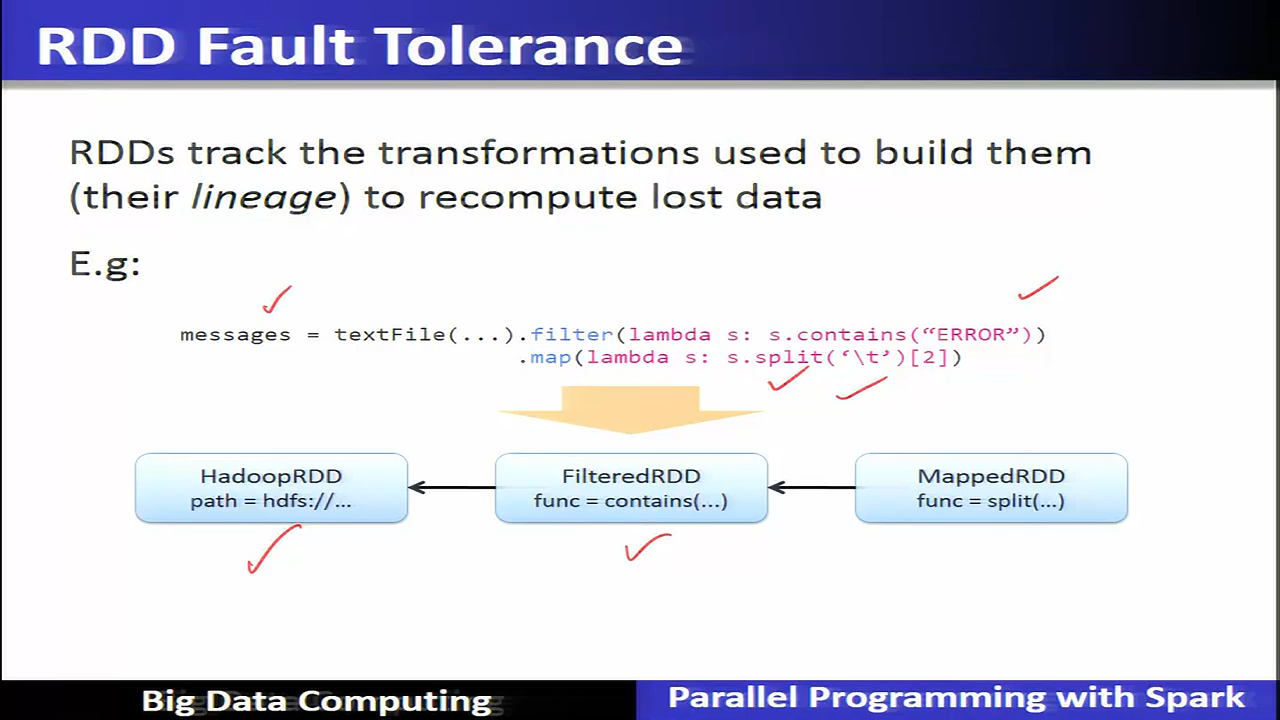 RDD Fault Tolerance
RDDs track the transformations used to build them
(their lineage) to recompute lost data
E.g:
messages = textFile(...).filter(lambda s: s.contains(“ERROR”))
.map(lambda s: s.split(‘\t’)[2])
HadoopRDD
path = hdfs://…
FilteredRDD
func = contains(...)
MappedRDD
func = split(…)
Big Data Computing
Parallel Programming with Spark